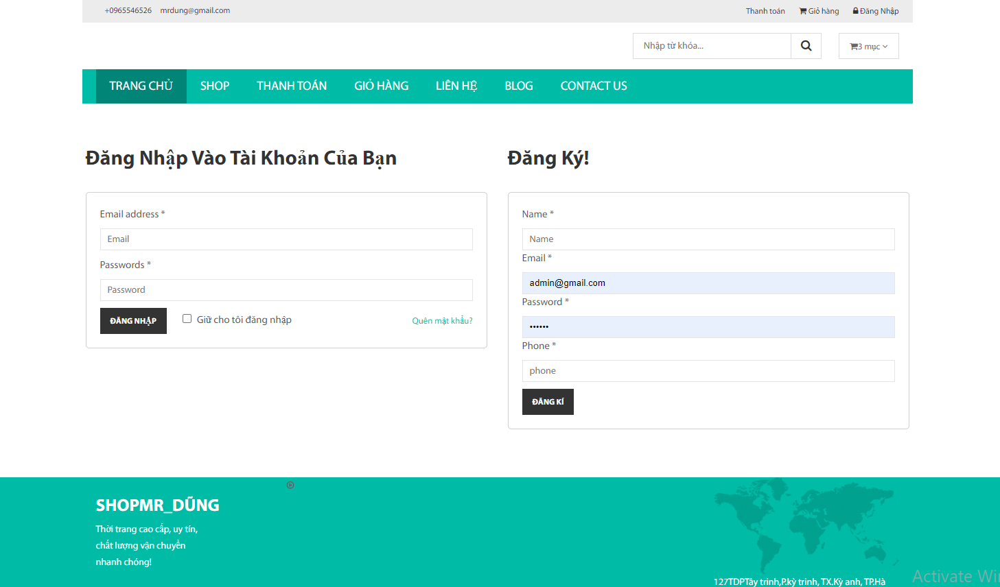 +0965546526 mrdung@gmail.com Thanh toán Giỏ hàng Đăng Nhập
Nhập từ khóa... 3 mục
TRANG CHỦ SHOP THANH TOÁN GIỎ HÀNG LIÊN HỆ BLOG CONTACT US
Đăng Nhập Vào Tài Khoản Của Bạn
Email address *
Email
Passwords *
Password
ĐĂNG NHẬP Giữ cho tôi đăng nhập Quên mật khẩu?
Đăng Ký!
Name *
Name
Email *
admin@gmail.com
Password *
••••••
Phone *
phone
ĐĂNG KÍ
SHOPMR_DŨNG
Thời trang cao cấp, uy tín,
chất lượng vận chuyển
nhanh chóng!
127TDPTây trinh,P.kỳ trinh, TX.Kỳ anh, TP.Hà
Activate Wi